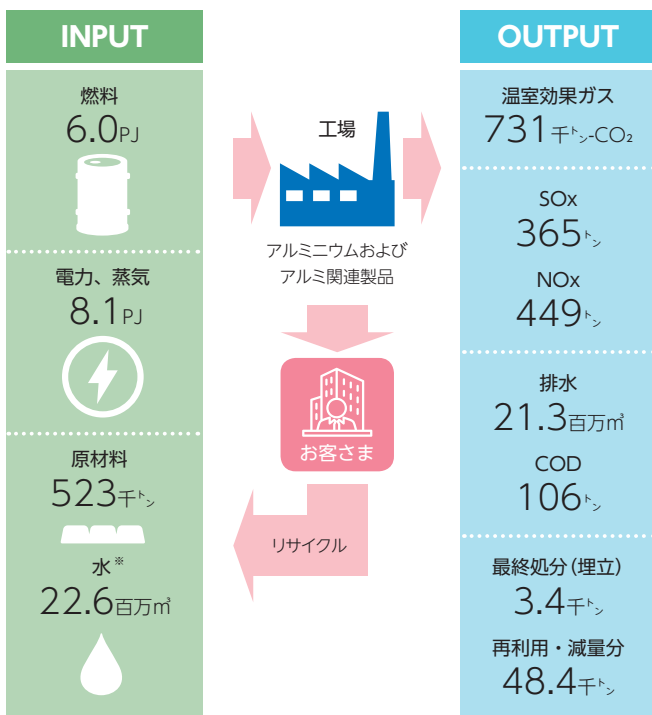 INPUT
燃料
6.0PJ
電力、蒸気
8.1PJ
原材料
523千トン
水※
22.6百万㎥
工場
アルミニウムおよび
アルミ関連製品
お客さま
リサイクル
OUTPUT
温室効果ガス
731千トン-CO₂
SOx
365トン
NOx
449トン
排水
21.3百万㎥
COD
106トン
最終処分（埋立）
3.4千トン
再利用・減量分
48.4千トン